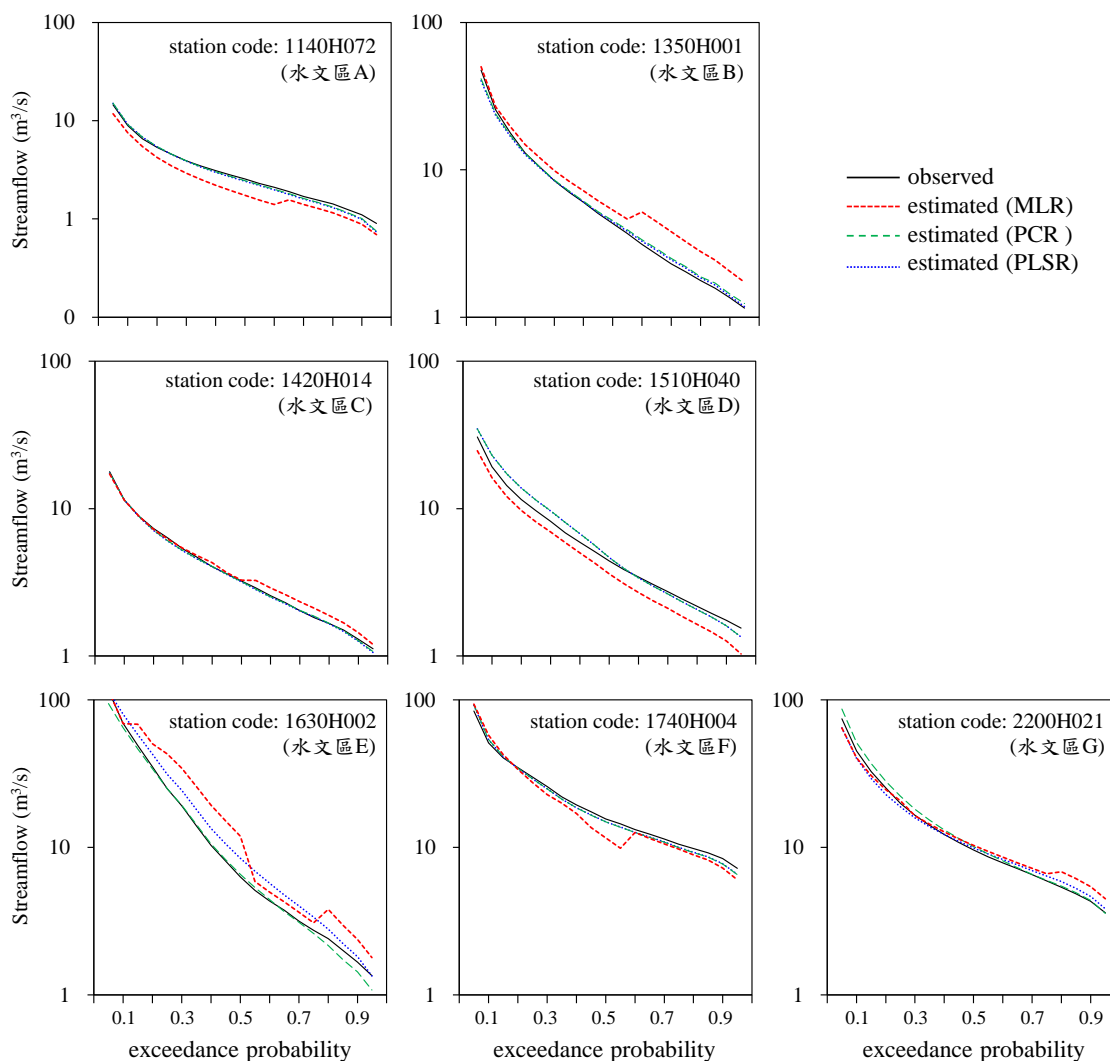 100
10
1
0
Streamflow (m³/s)
station code: 1140H072
(水文區A)
100
10
1
station code: 1350H001
(水文區B)
observed
estimated (MLR)
estimated (PCR )
estimated (PLSR)
100
10
1
Streamflow (m³/s)
station code: 1420H014
(水文區C)
100
10
1
station code: 1510H040
(水文區D)
100
10
1
Streamflow (m³/s)
station code: 1630H002
(水文區E)
0.1 0.3 0.5 0.7 0.9
exceedance probability
100
10
1
station code: 1740H004
(水文區F)
0.1 0.3 0.5 0.7 0.9
exceedance probability
100
10
1
station code: 2200H021
(水文區G)
0.1 0.3 0.5 0.7 0.9
exceedance probability